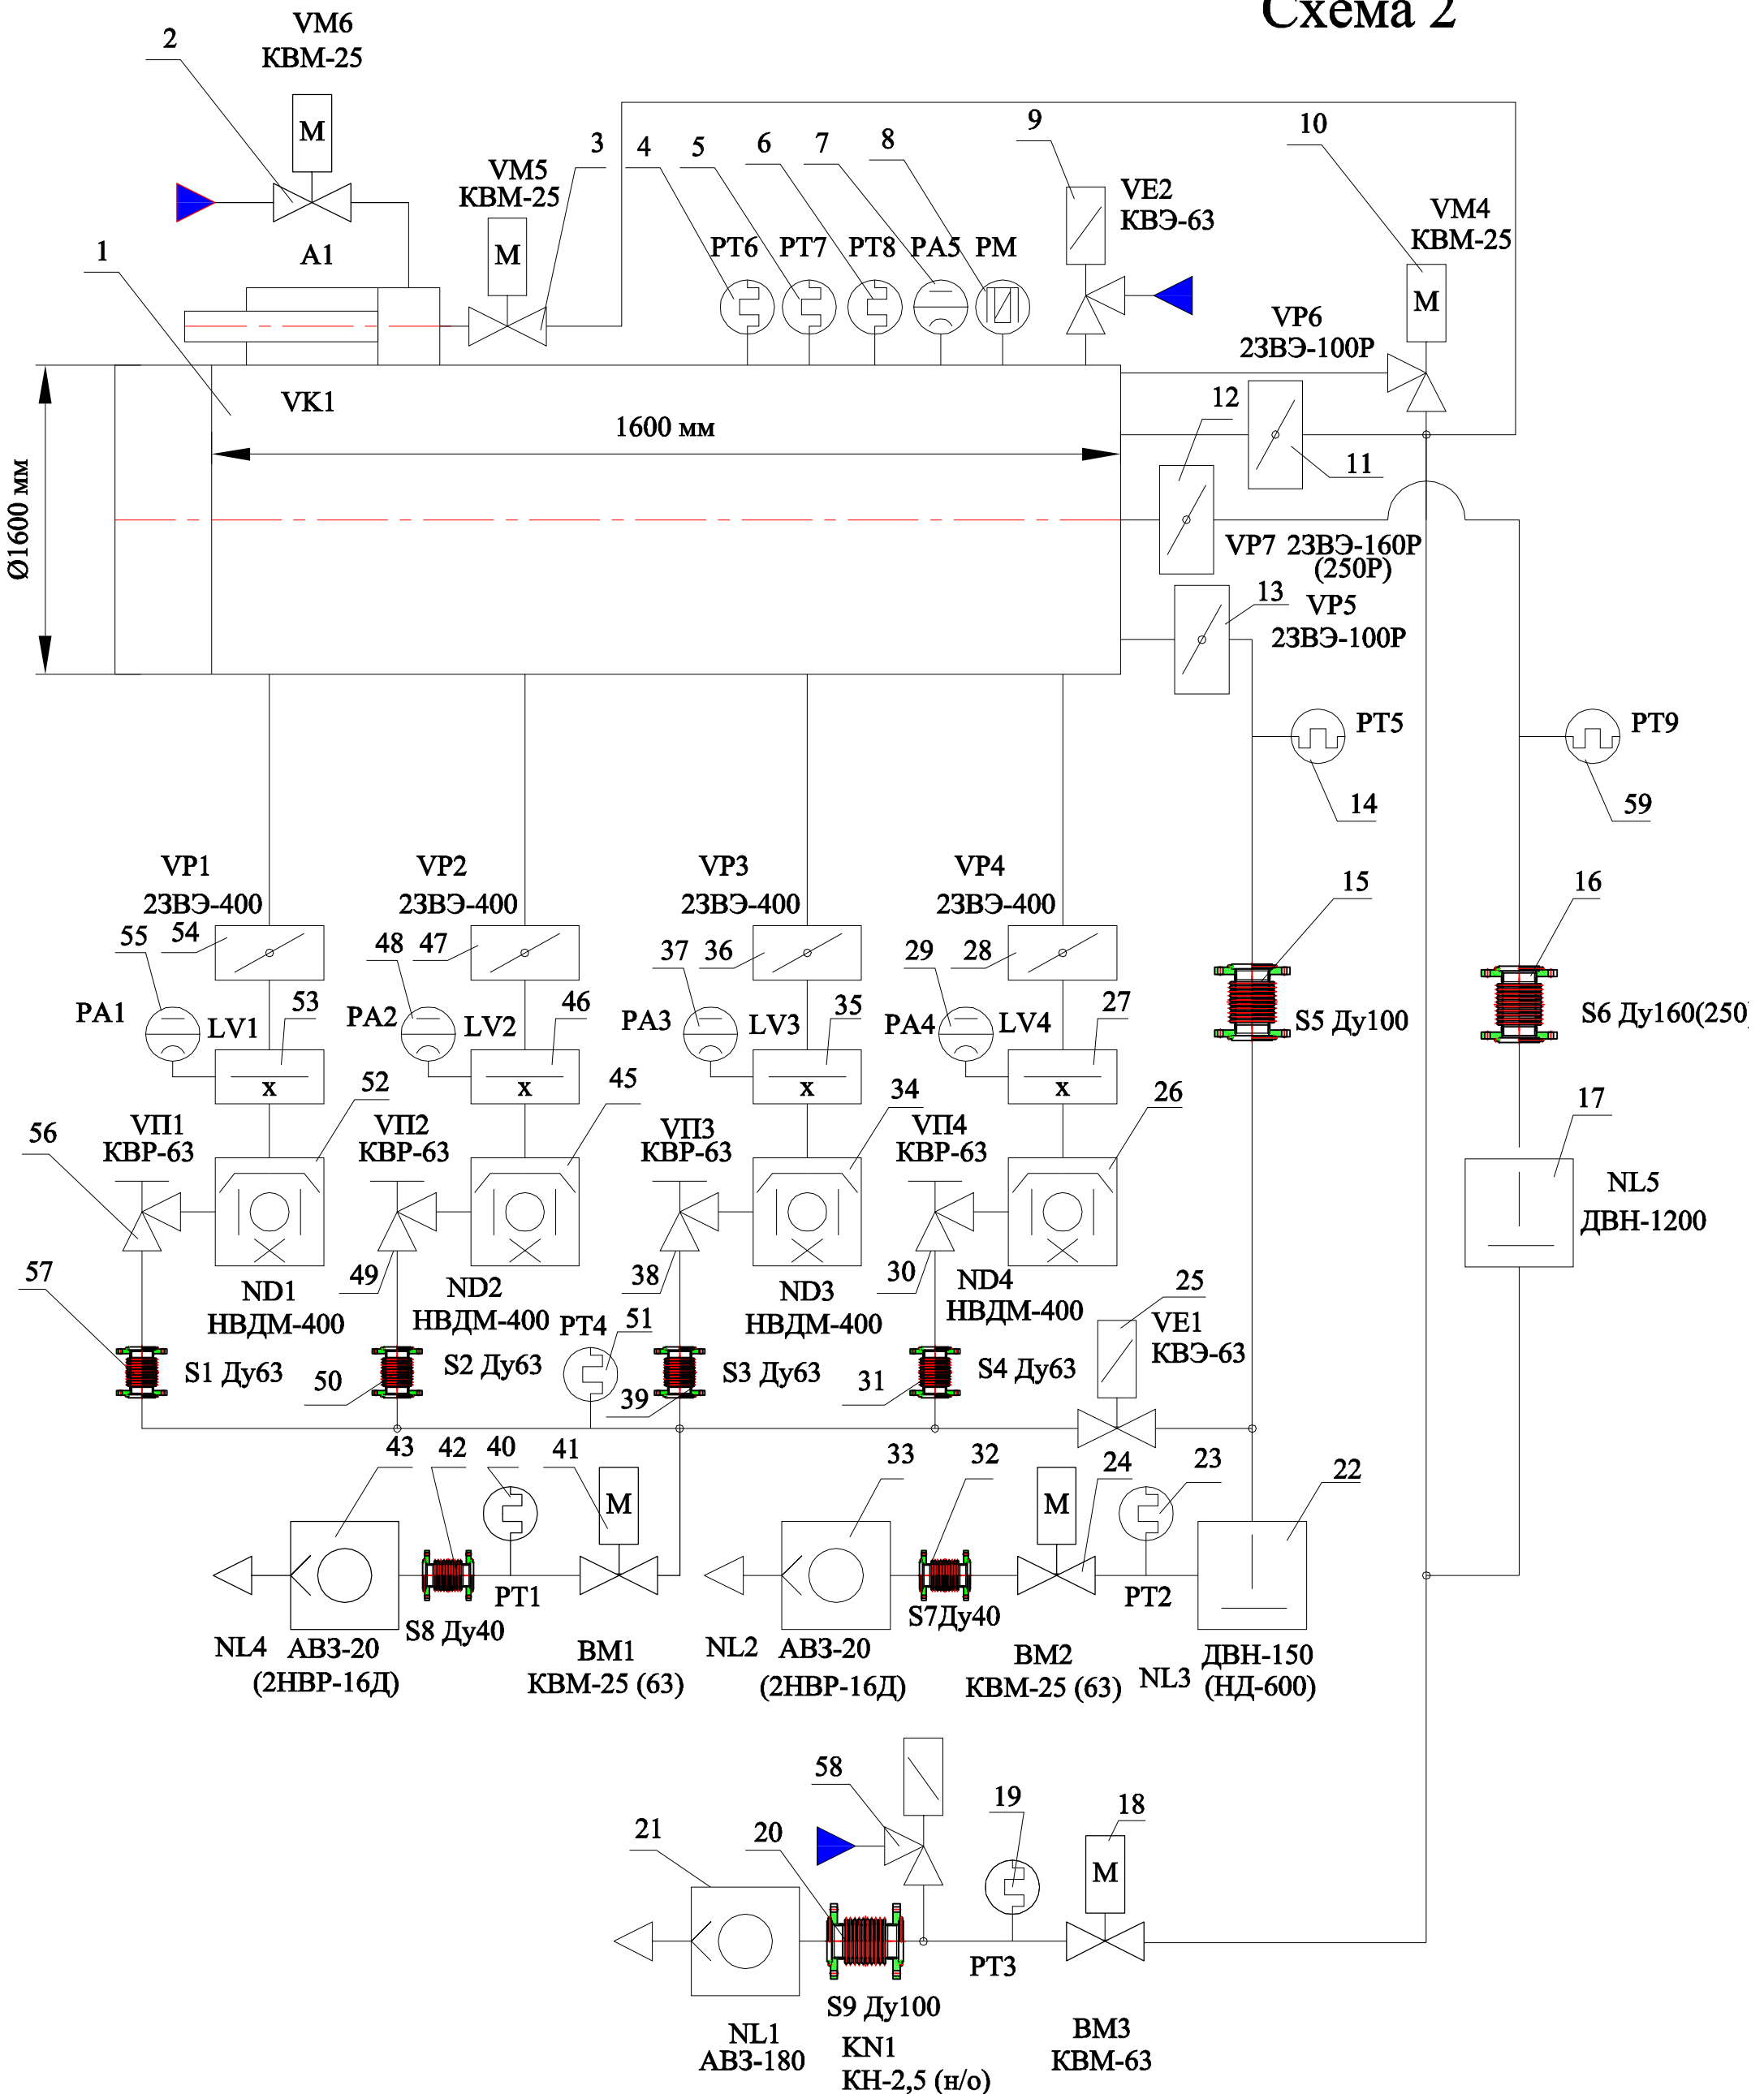 Схема 2
2
VM6
КВМ-25
М
1
А1
VM5
КВМ-25
М
3
4
5
6
7
8
PT6
PT7
PT8
PA5
PM
9
VE2
КВЭ-63
10
VM4
КВМ-25
М
VP6
2ЗВЭ-100Р
VK1
1600 мм
Ø1600 мм
12
11
VP7 2ЗВЭ-160Р
(250Р)
13
VP5
2ЗВЭ-100Р
PT5
14
PT9
59
VP1
2ЗВЭ-400
VP2
2ЗВЭ-400
VP3
2ЗВЭ-400
VP4
2ЗВЭ-400
15
16
55
54
48
47
37
36
29
28
PA1
LV1
53
PA2
LV2
46
PA3
LV3
35
PA4
LV4
27
S5 Ду100
S6 Ду160(250)
х
х
х
х
56
VП1
КВР-63
52
VП2
КВР-63
45
VП3
КВР-63
34
VП4
КВР-63
26
17
NL5
ДВН-1200
57
ND1
НВДМ-400
49
ND2
НВДМ-400
38
ND3
НВДМ-400
30
ND4
НВДМ-400
25
VE1
КВЭ-63
PT4
51
S1 Ду63
50
S2 Ду63
39
S3 Ду63
31
S4 Ду63
43
42
40
41
М
33
32
М
24
23
22
PT1
S8 Ду40
NL4
АВЗ-20
(2НВР-16Д)
ВМ1
КВМ-25 (63)
S7Ду40
NL2
АВЗ-20
(2НВР-16Д)
ВМ2
КВМ-25 (63)
PT2
NL3
ДВН-150
(НД-600)
58
21
20
19
18
М
PT3
S9 Ду100
NL1
АВЗ-180
KN1
КН-2,5 (н/о)
ВМ3
КВМ-63